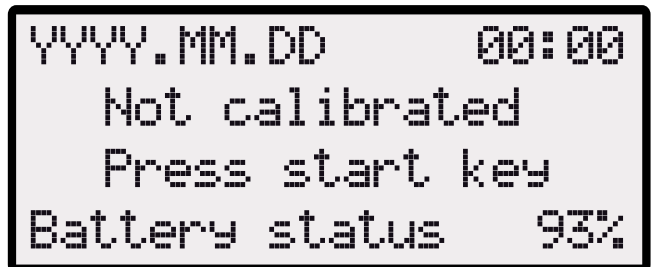 YYYY.MM.DD 00:00
Not calibrated
Press start key
Battery status 93%